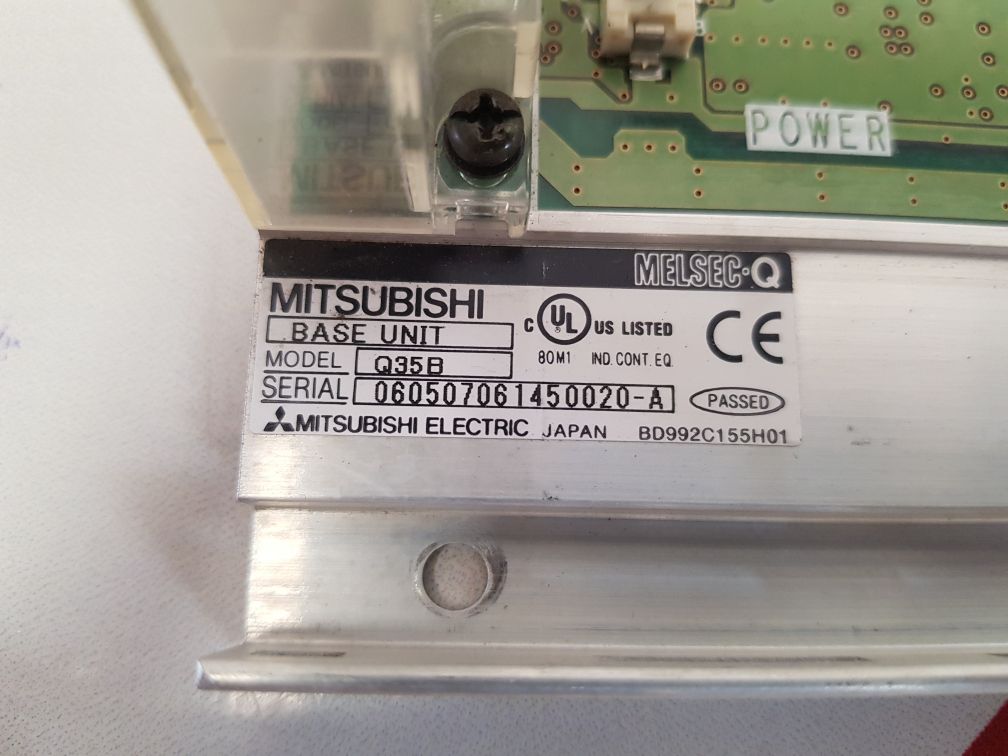 POWER
MELSEC-Q
MITSUBISHI
BASE UNIT
MODEL Q35B
SERIAL 060507061450020-A
C UL US LISTED
80M1 IND. CONT. EQ.
CE
PASSED
MITSUBISHI ELECTRIC JAPAN BD992C155H01